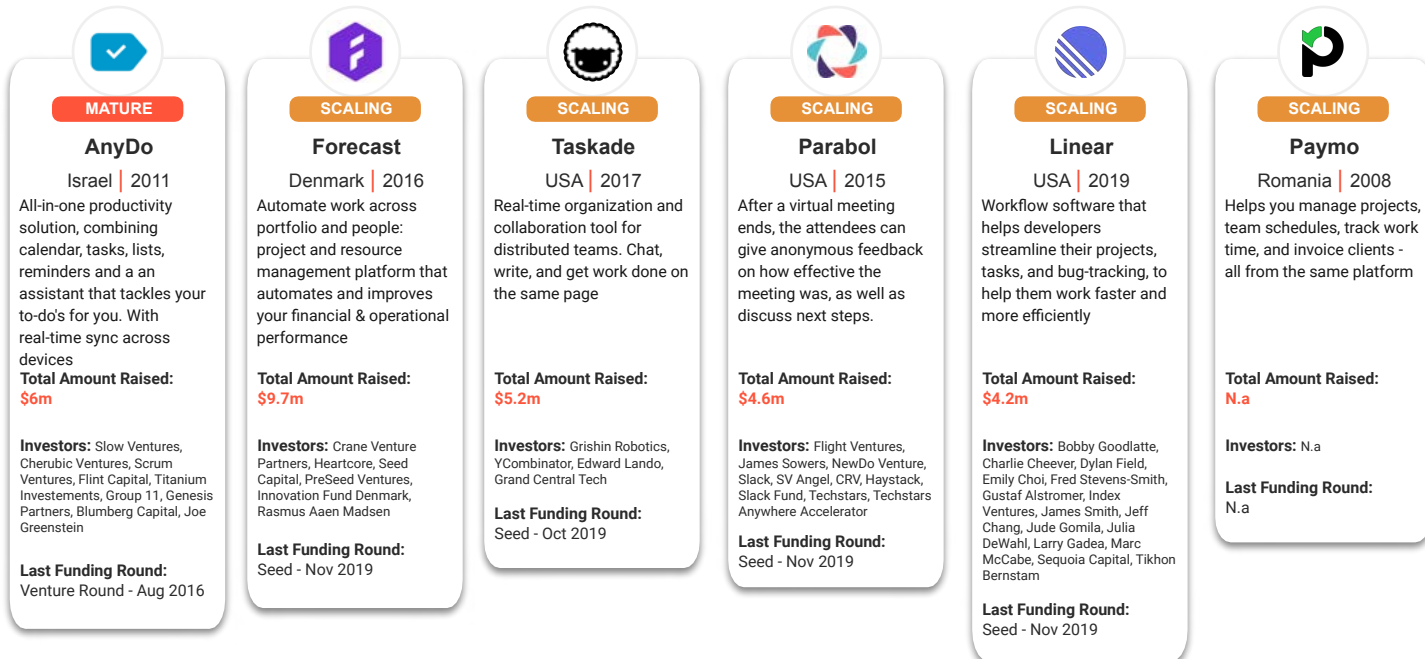 MATURE
AnyDo
Israel | 2011
All-in-one productivity
solution, combining
calendar, tasks, lists,
reminders and a an
assistant that tackles your
to-do's for you. With
real-time sync across
devices
Total Amount Raised:
$6m
Investors: Slow Ventures,
Cherubic Ventures, Scrum
Ventures, Flint Capital, Titanium
Investements, Group 11, Genesis
Partners, Blumberg Capital, Joe
Greenstein
Last Funding Round:
Venture Round - Aug 2016
SCALING
Forecast
Denmark | 2016
Automate work across
portfolio and people:
project and resource
management platform that
automates and improves
your financial & operational
performance
Total Amount Raised:
$9.7m
Investors: Crane Venture
Partners, Heartcore, Seed
Capital, PreSeed Ventures,
Innovation Fund Denmark,
Rasmus Aaen Madsen
Last Funding Round:
Seed - Nov 2019
SCALING
Taskade
USA | 2017
Real-time organization and
collaboration tool for
distributed teams. Chat,
write, and get work done on
the same page
Total Amount Raised:
$5.2m
Investors: Grishin Robotics,
YCombinator, Edward Lando,
Grand Central Tech
Last Funding Round:
Seed - Oct 2019
SCALING
Parabol
USA | 2015
After a virtual meeting
ends, the attendees can
give anonymous feedback
on how effective the
meeting was, as well as
discuss next steps.
Total Amount Raised:
$4.6m
Investors: Flight Ventures,
James Sowers, NewDo Venture,
Slack, SV Angel, CRV, Haystack,
Slack Fund, Techstars, Techstars
Anywhere Accelerator
Last Funding Round:
Seed - Nov 2019
SCALING
Linear
USA | 2019
Workflow software that
helps developers
streamline their projects,
tasks, and bug-tracking, to
help them work faster and
more efficiently
Total Amount Raised:
$4.2m
Investors: Bobby Goodlatte,
Charlie Cheever, Dylan Field,
Emily Choi, Fred Stevens-Smith,
Gustaf Alstromer, Index
Ventures, James Smith, Jeff
Chang, Jude Gomila, Julia
DeWahl, Larry Gadea, Marc
McCabe, Sequoia Capital, Tikhon
Bernstam
Last Funding Round:
Seed - Nov 2019
SCALING
Paymo
Romania | 2008
Helps you manage projects,
team schedules, track work
time, and invoice clients -
all from the same platform
Total Amount Raised:
N.a
Investors: N.a
Last Funding Round:
N.a